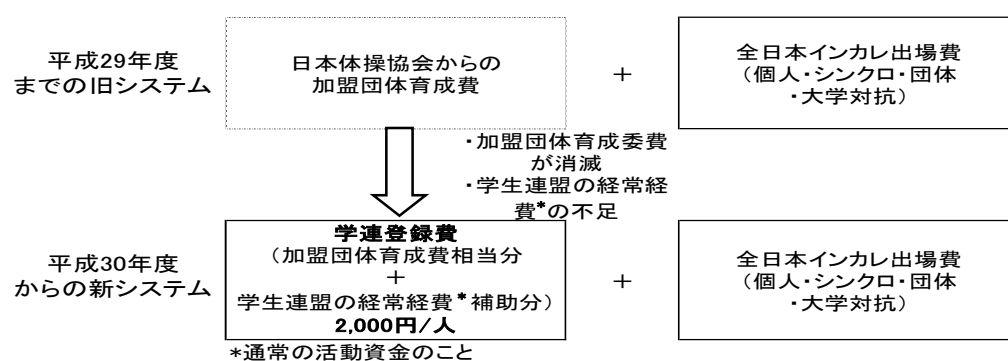 平成29年度
までの旧システム
日本体操協会からの
加盟団体育成費
+
全日本インカレ出場費
(個人・シンクロ・団体
・大学対抗)
・加盟団体育成委費
が消滅
・学生連盟の経常経
費*の不足
平成30年度
からの新システム
学連登録費
(加盟団体育成費相当分
+
学生連盟の経常経費*補助分)
2,000円/人
+
全日本インカレ出場費
(個人・シンクロ・団体
・大学対抗)
*通常の活動資金のこと